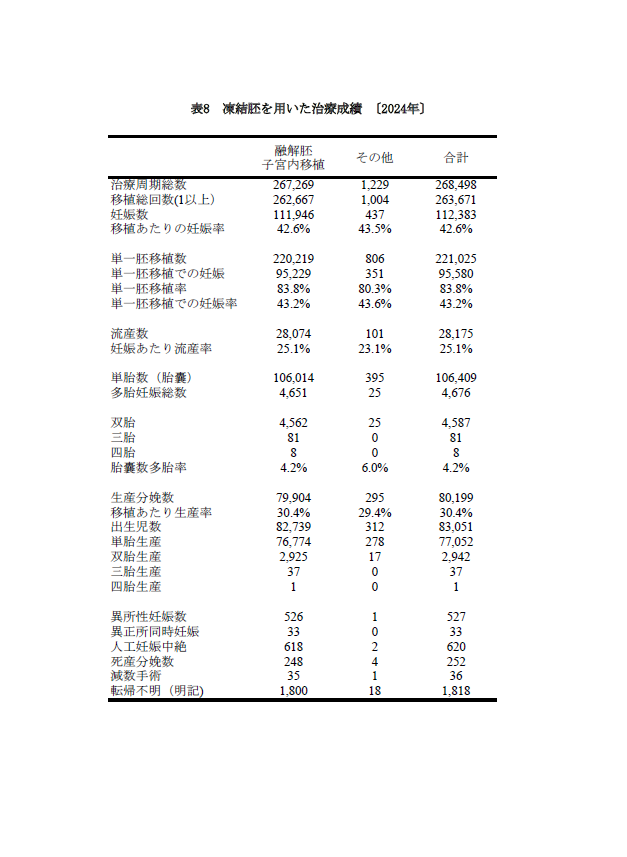 表8　凍結胚を用いた治療成績　〔2024年〕
融解胚
子宮内移植 その他 合計
治療周期総数 267,269 1,229 268,498
移植総回数(1以上） 262,667 1,004 263,671
妊娠数 111,946 437 112,383
移植あたりの妊娠率 42.6% 43.5% 42.6%
単一胚移植数 220,219 806 221,025
単一胚移植での妊娠 95,229 351 95,580
単一胚移植率 83.8% 80.3% 83.8%
単一胚移植での妊娠率 43.2% 43.6% 43.2%
流産数 28,074 101 28,175
妊娠あたり流産率 25.1% 23.1% 25.1%
単胎数（胎嚢） 106,014 395 106,409
多胎妊娠総数 4,651 25 4,676
双胎 4,562 25 4,587
三胎 81 0 81
四胎 8 0 8
胎嚢数多胎率 4.2% 6.0% 4.2%
生産分娩数 79,904 295 80,199
移植あたり生産率 30.4% 29.4% 30.4%
出生児数 82,739 312 83,051
単胎生産 76,774 278 77,052
双胎生産 2,925 17 2,942
三胎生産 37 0 37
四胎生産 1 0 1
異所性妊娠数 526 1 527
異正所同時妊娠 33 0 33
人工妊娠中絶 618 2 620
死産分娩数 248 4 252
減数手術 35 1 36
転帰不明（明記) 1,800 18 1,818